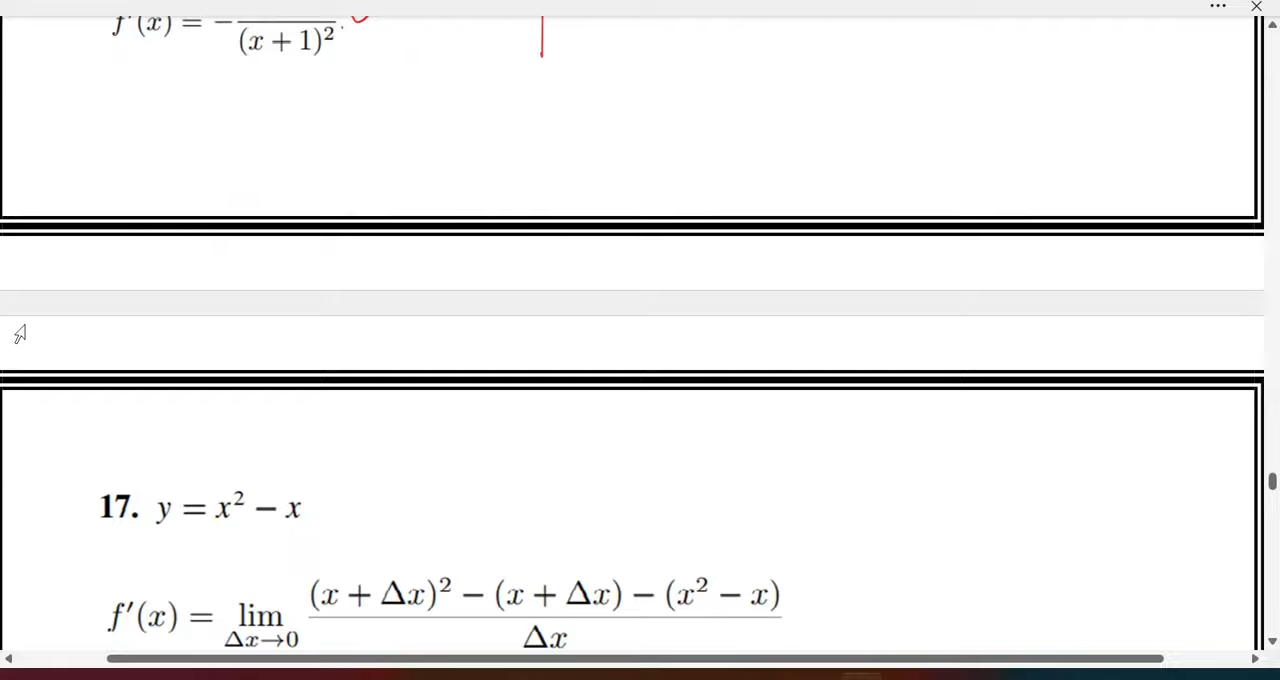 f'(x) = −
(x + 1)².
17. y = x² − x
f'(x) = lim Δx→0 (x + Δx)² − (x + Δx) − (x² − x)
Δx